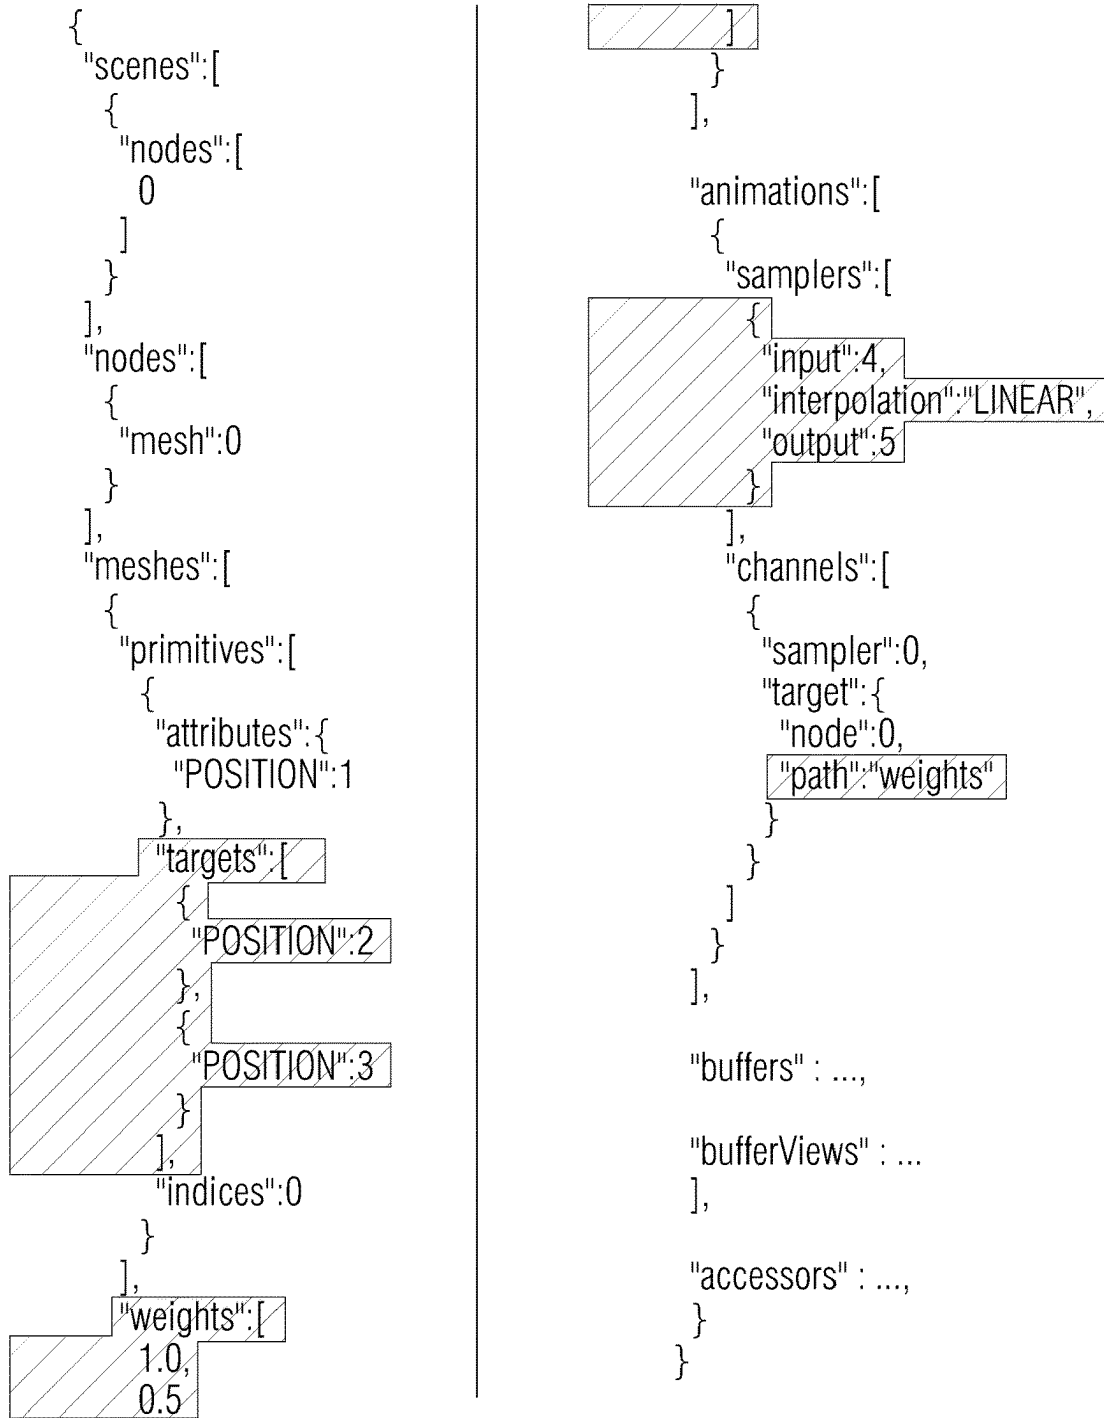 {
"scenes":[
{
"nodes":[
0
]
}
],
"nodes":[
{
"mesh":0
}
],
"meshes":[
{
"primitives":[
{
"attributes":{
"POSITION":1
},
"targets":[
{
"POSITION":2
},
{
"POSITION":3
}
],
"indices":0
}
],
"weights":[
1.0,
0.5
]
}
],
"animations":[
{
"samplers":[
{
"input":4,
"interpolation":"LINEAR",
"output":5
}
],
"channels":[
{
"sampler":0,
"target":{
"node":0,
"path":"weights"
}
}
]
}
],
"buffers" : ...,
"bufferViews" : ...
],
"accessors" : ...,
}
}